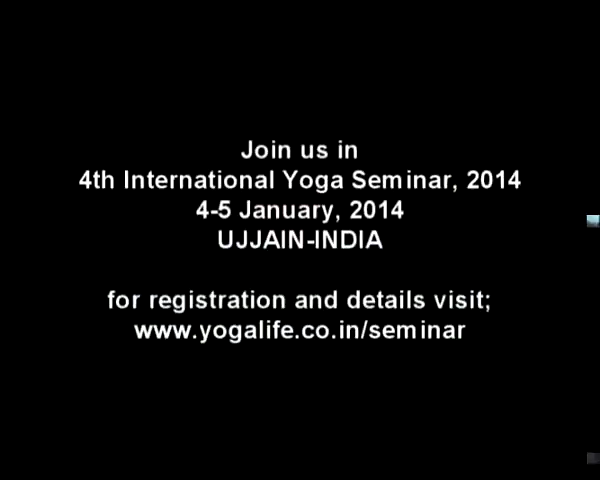 Join us in
4th International Yoga Seminar, 2014
4-5 January, 2014
UJJAIN-INDIA
for registration and details visit;
www.yogalife.co.in/seminar